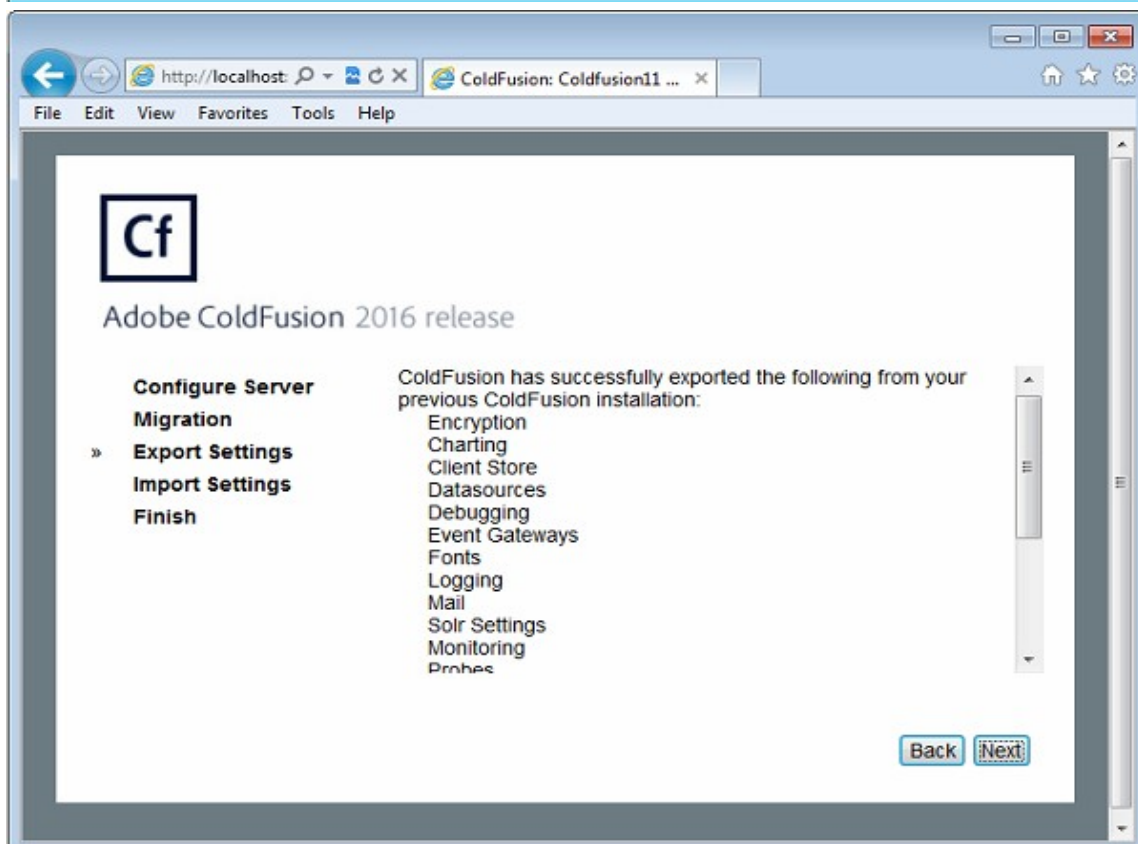 http://localhost:
ColdFusion: Coldfusion11 ...
File Edit View Favorites Tools Help
Cf
Adobe ColdFusion 2016 release
Configure Server
Migration
» Export Settings
Import Settings
Finish
ColdFusion has successfully exported the following from your
previous ColdFusion installation:
Encryption
Charting
Client Store
Datasources
Debugging
Event Gateways
Fonts
Logging
Mail
Solr Settings
Monitoring
Probes
Back Next